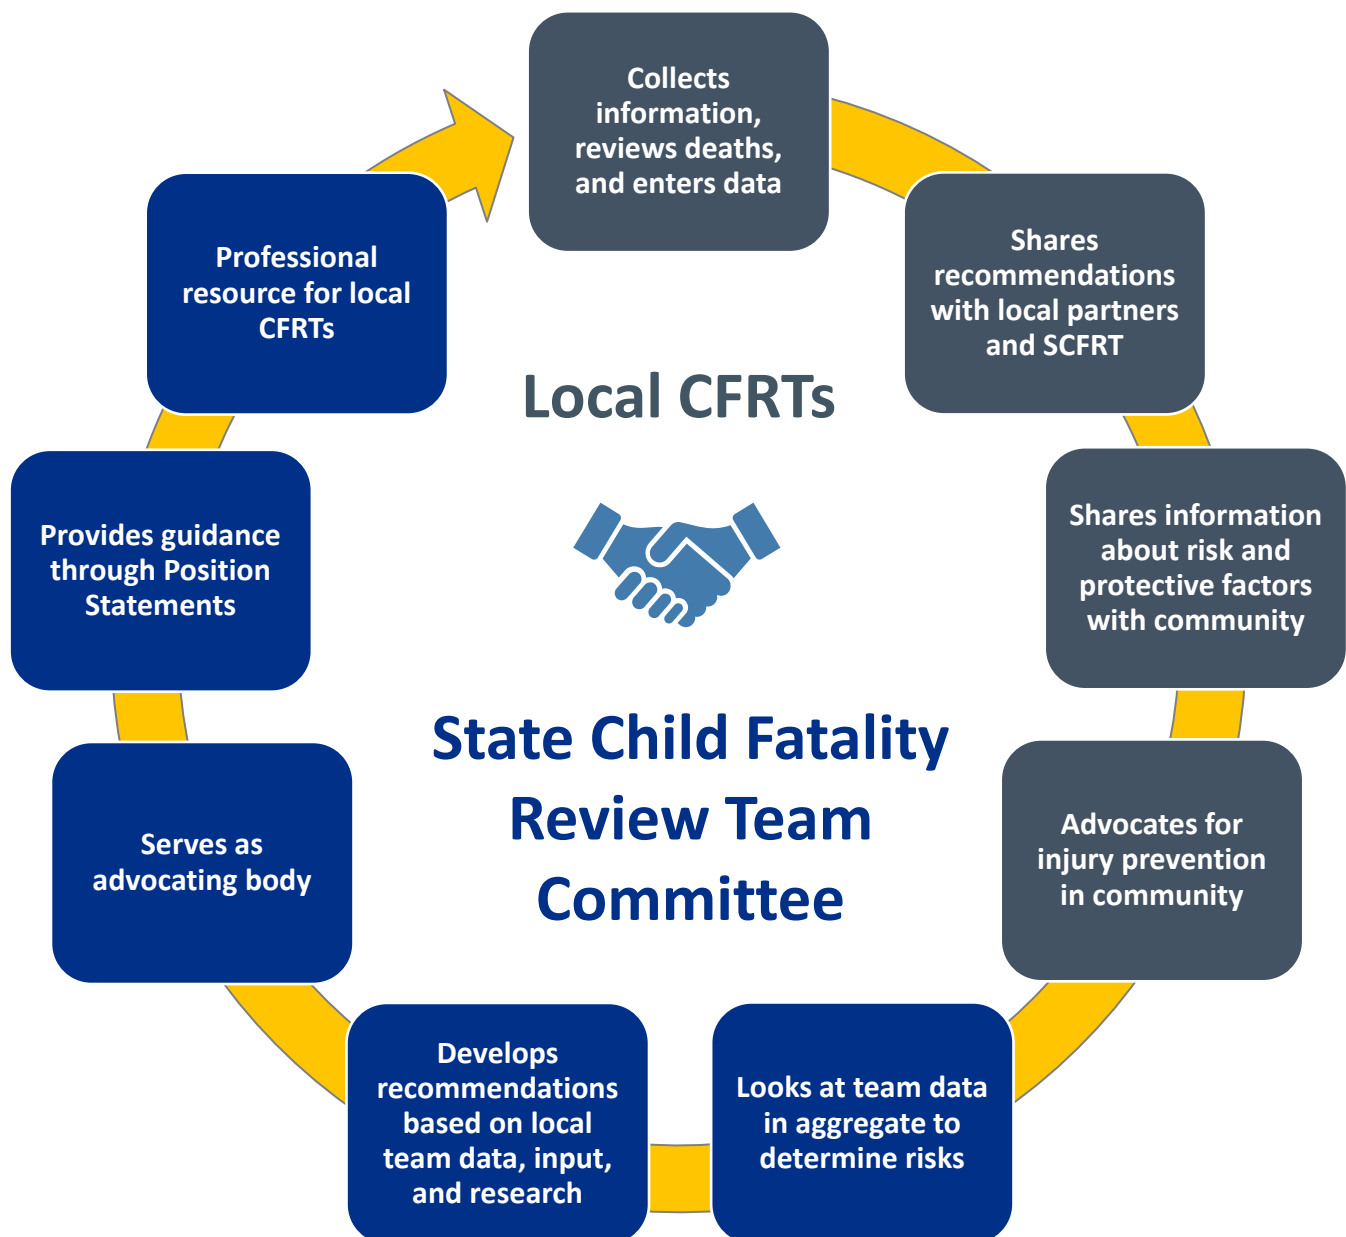 Collects
information,
reviews deaths,
and enters data
Shares
recommendations
with local partners
and SCFRT
Shares information
about risk and
protective factors
with community
Advocates for
injury prevention
in community
Looks at team data
in aggregate to
determine risks
Develops
recommendations
based on local
team data, input,
and research
Serves as
advocating body
Provides guidance
through Position
Statements
Professional
resource for local
CFRTs
Local CFRTs
State Child Fatality
Review Team
Committee